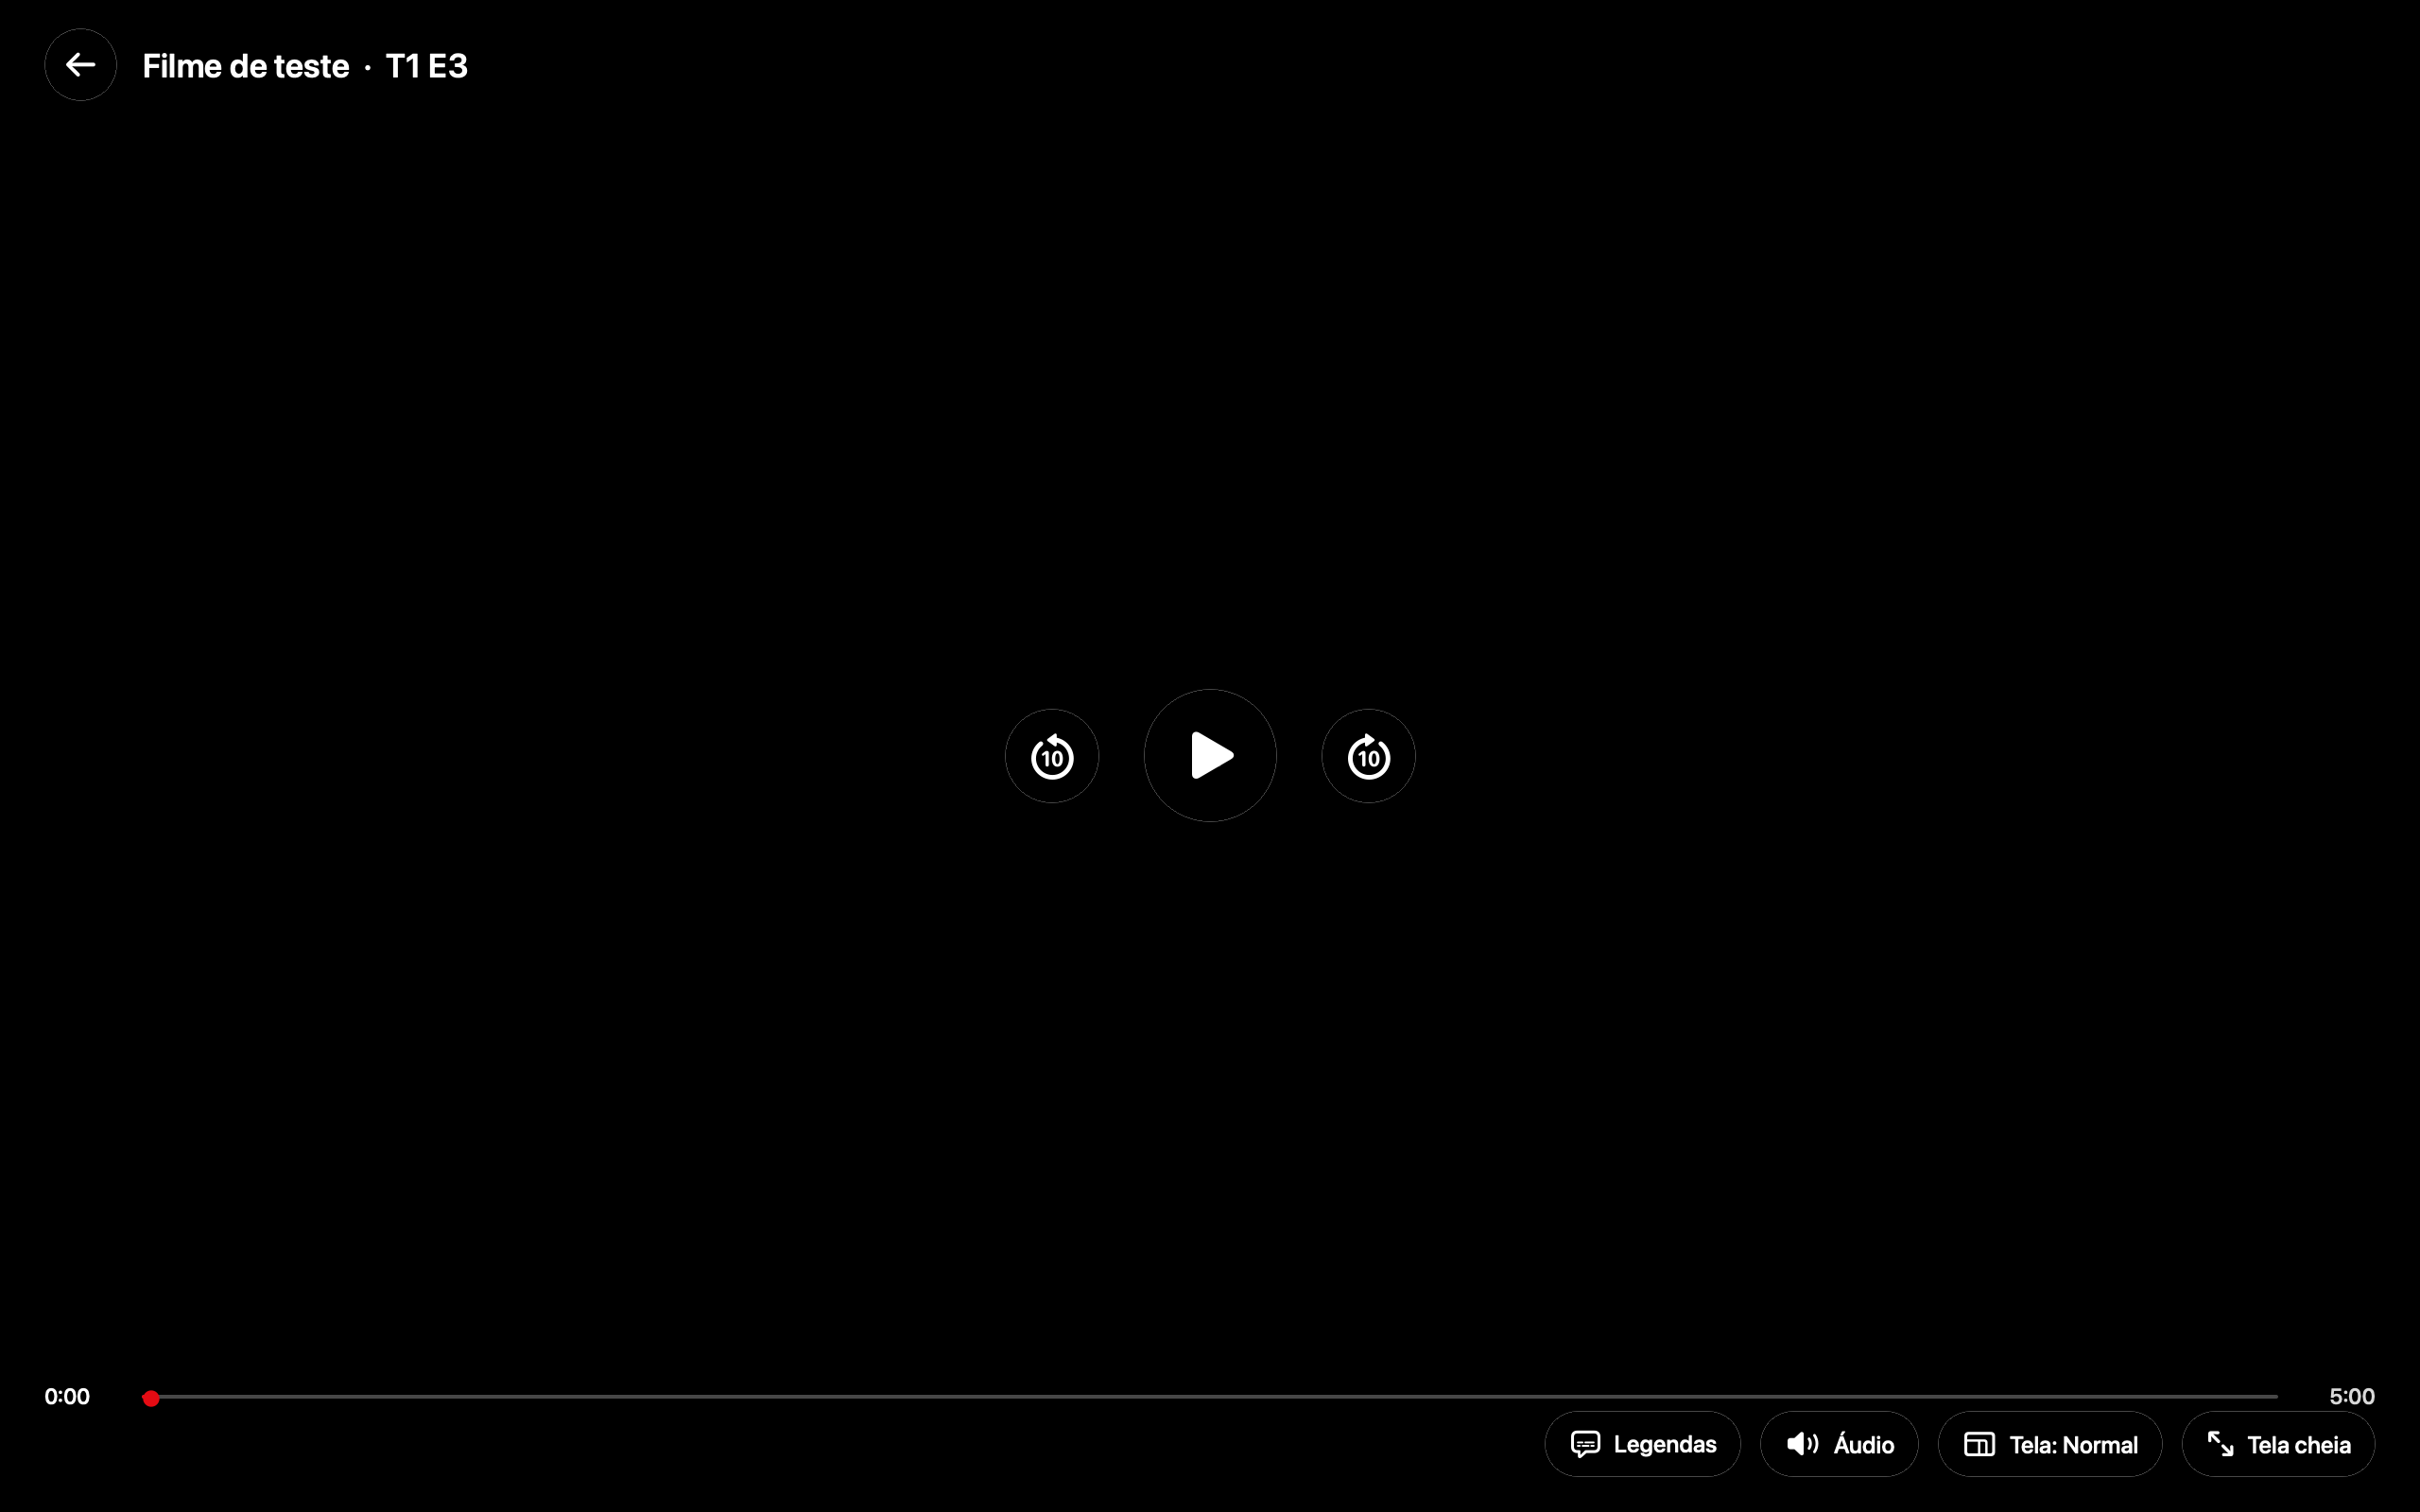 Filme de teste · T1 E3
10
10
0:00
5:00
Legendas
Áudio
Tela: Normal
Tela cheia